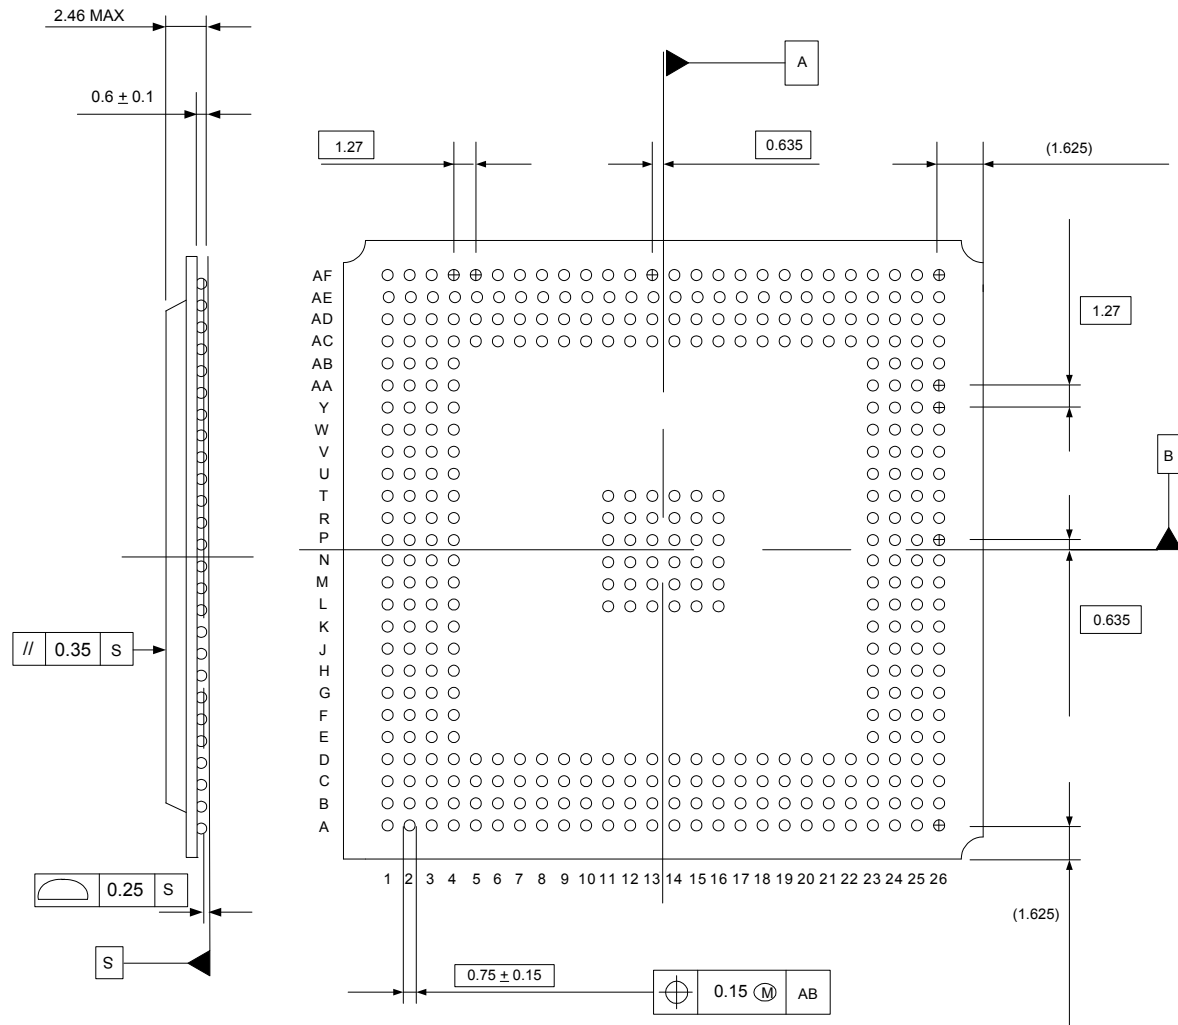 2.46 MAX
A
0.6 ± 0.1
1.27
0.635
(1.625)
AF
AE
AD
AC
AB
AA
Y
W
V
U
T
R
P
N
M
L
K
J
H
G
F
E
D
C
B
A
1.27
B
0.635
// 0.35 S
1 2 3 4 5 6 7 8 9 10 11 12 13 14 15 16 17 18 19 20 21 22 23 24 25 26
0.25 S
(1.625)
S
0.75 ± 0.15
0.15 Ⓜ AB